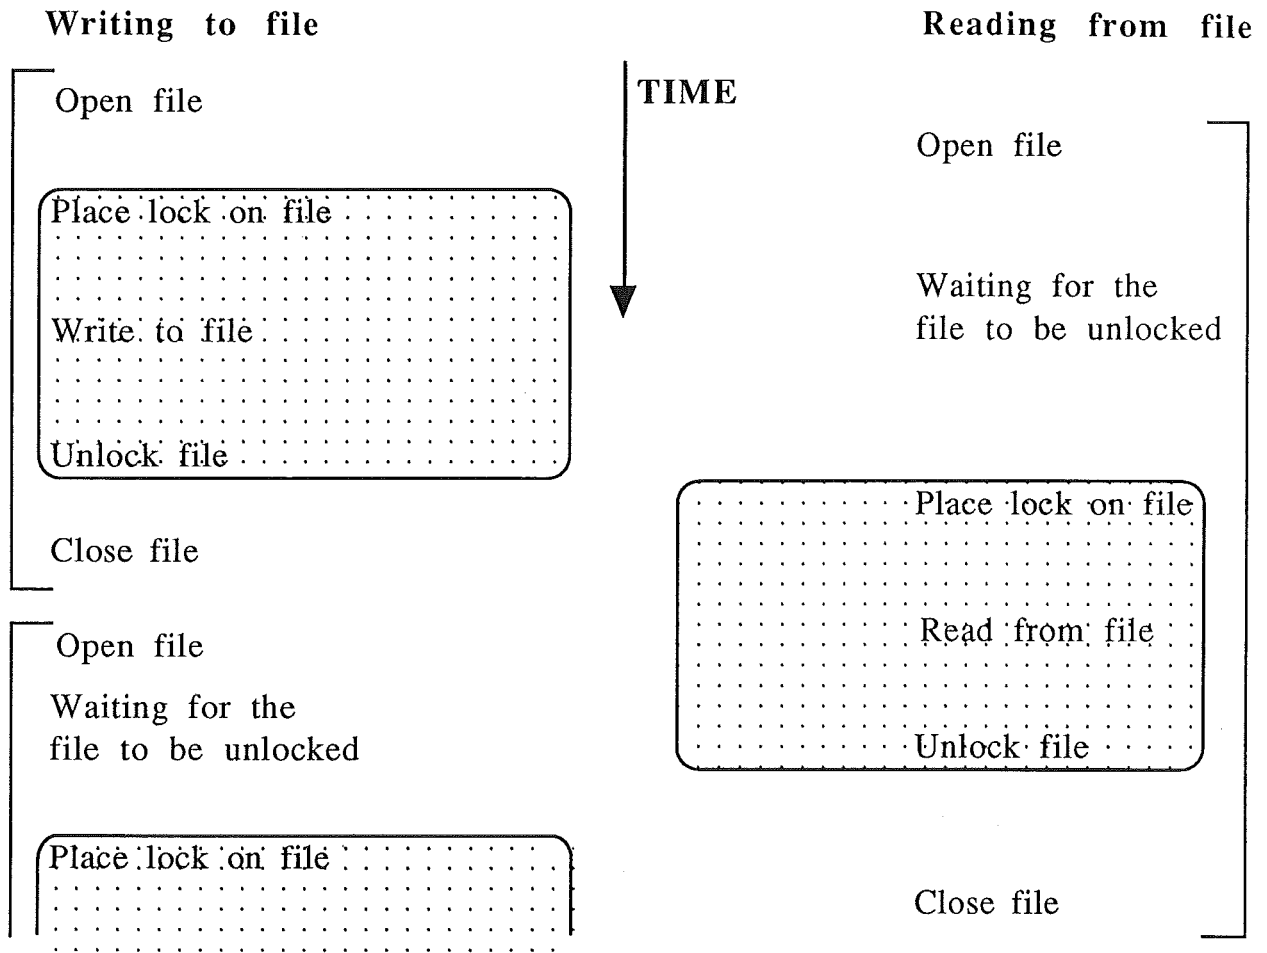 Writing to file
Open file
Place lock on file
Write to file
Unlock file
Close file
Open file
Waiting for the
file to be unlocked
Place lock on file
TIME
Reading from file
Open file
Waiting for the
file to be unlocked
Place lock on file
Read from file
Unlock file
Close file